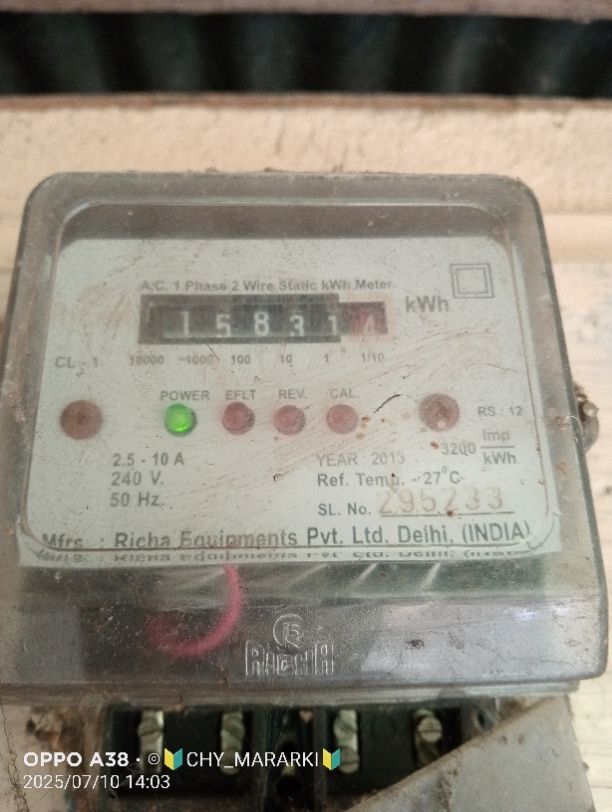 A.C. 1 Phase 2 Wire Static kWh Meter.
1 5 8 3 1 4 kWh
CL-1 10000 1000 100 10 1 1/10
POWER EFLT REV. CAL.
RS : 12
2.5 - 10 A YEAR : 2013 3200 Imp/kWh
240 V. Ref. Temp. - 27°C
50 Hz. SL. No. 295233
Mfrs. : Richa Equipments Pvt. Ltd. Delhi, (INDIA)
RICHA
OPPO A38 · © 🔰CHY_MARARKI🔰
2025/07/10 14:03